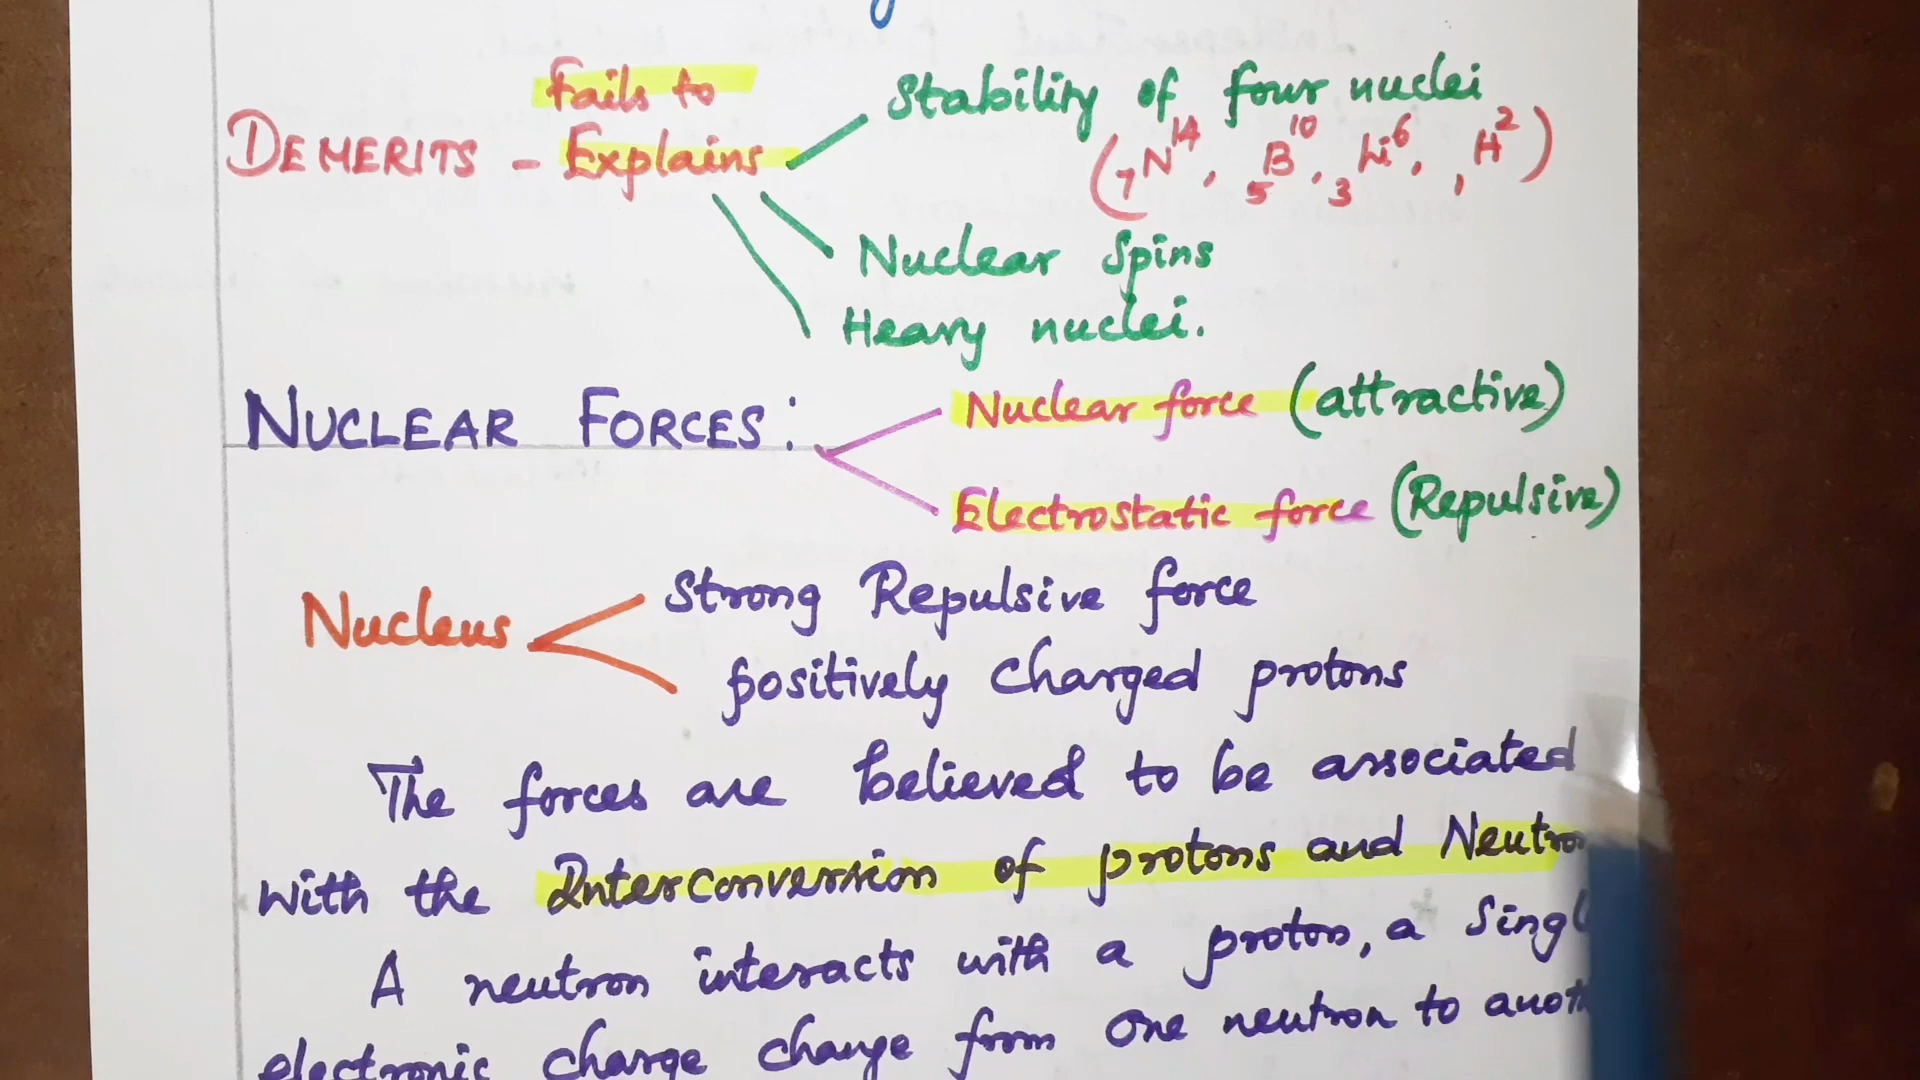 Fails to
DEMERITS - Explains
Stability of four nuclei
(₇N¹⁴, ₅B¹⁰, ₃Li⁶, ₁H²)
Nuclear Spins
Heavy nuclei.
NUCLEAR FORCES:
Nuclear force (attractive)
Electrostatic force (Repulsive)
Nucleus
Strong Repulsive force
positively charged protons
The forces are believed to be associated
with the Interconversion of protons and
A neutron interacts with a proton, a
electronic charge change from one neutron to